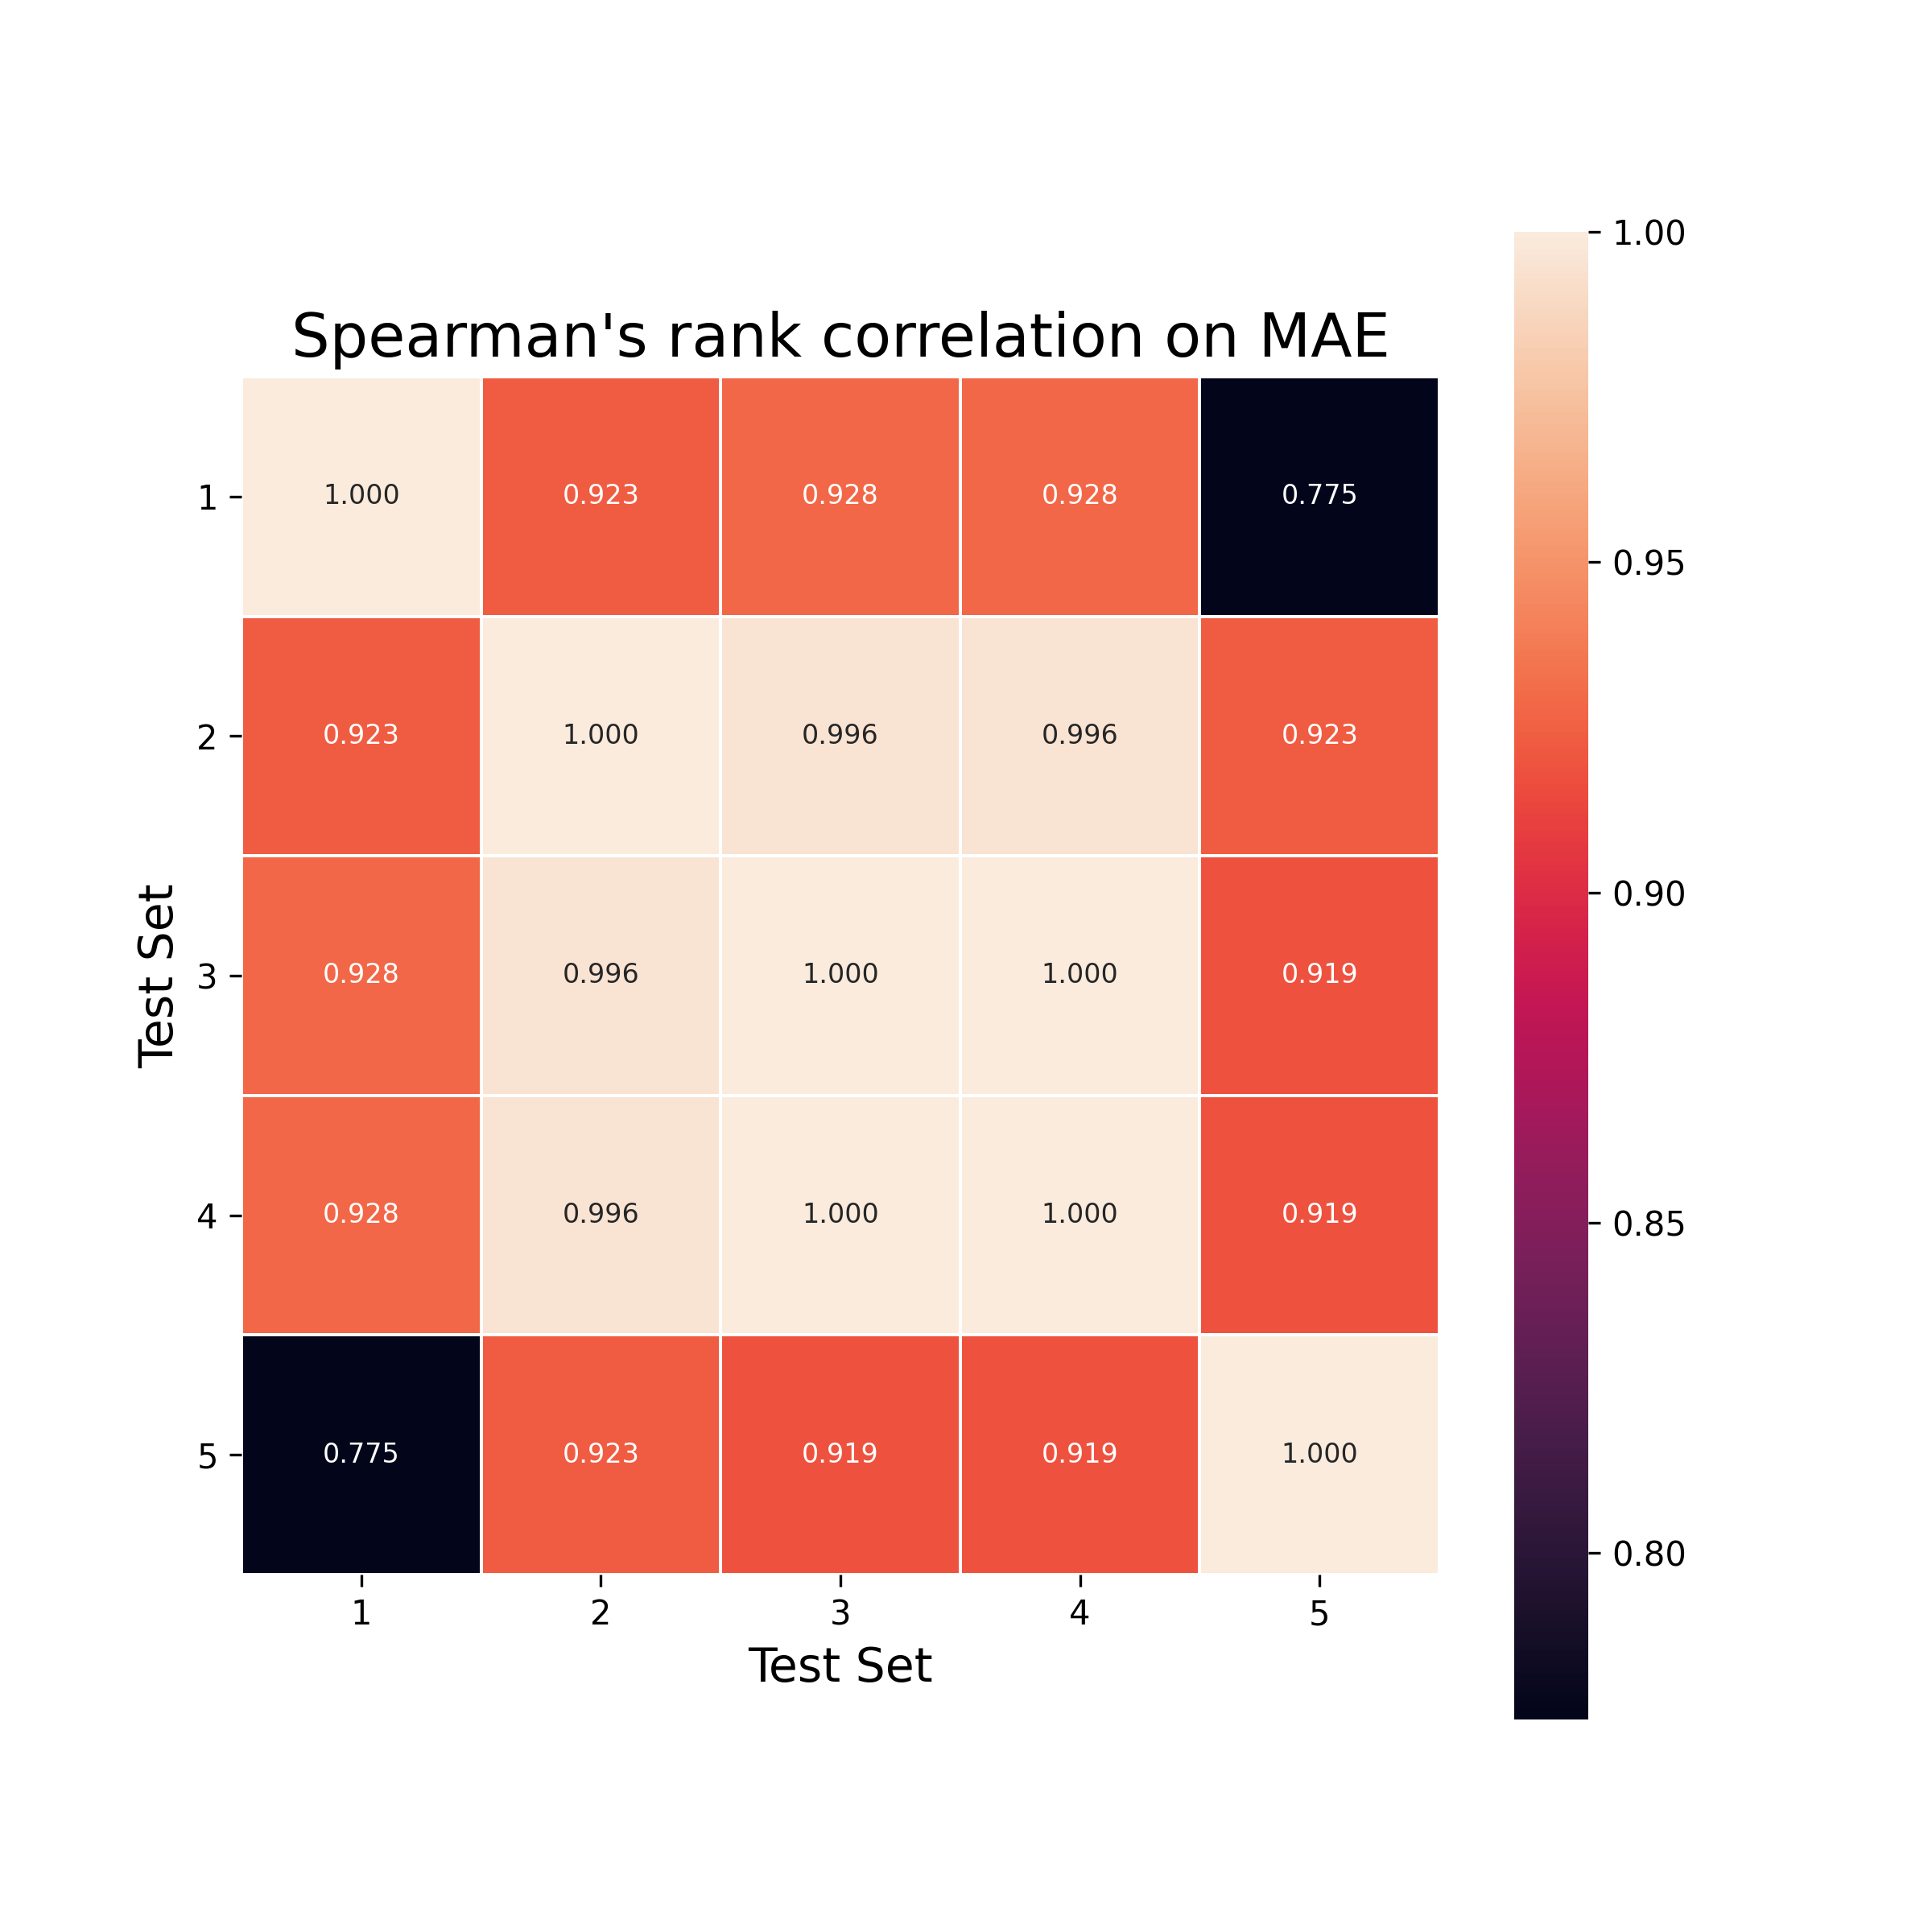 Spearman's rank correlation on MAE
1 1.000 0.923 0.928 0.928 0.775
2 0.923 1.000 0.996 0.996 0.923
3 0.928 0.996 1.000 1.000 0.919
4 0.928 0.996 1.000 1.000 0.919
5 0.775 0.923 0.919 0.919 1.000
1 2 3 4 5
Test Set
Test Set
1.00
0.95
0.90
0.85
0.80